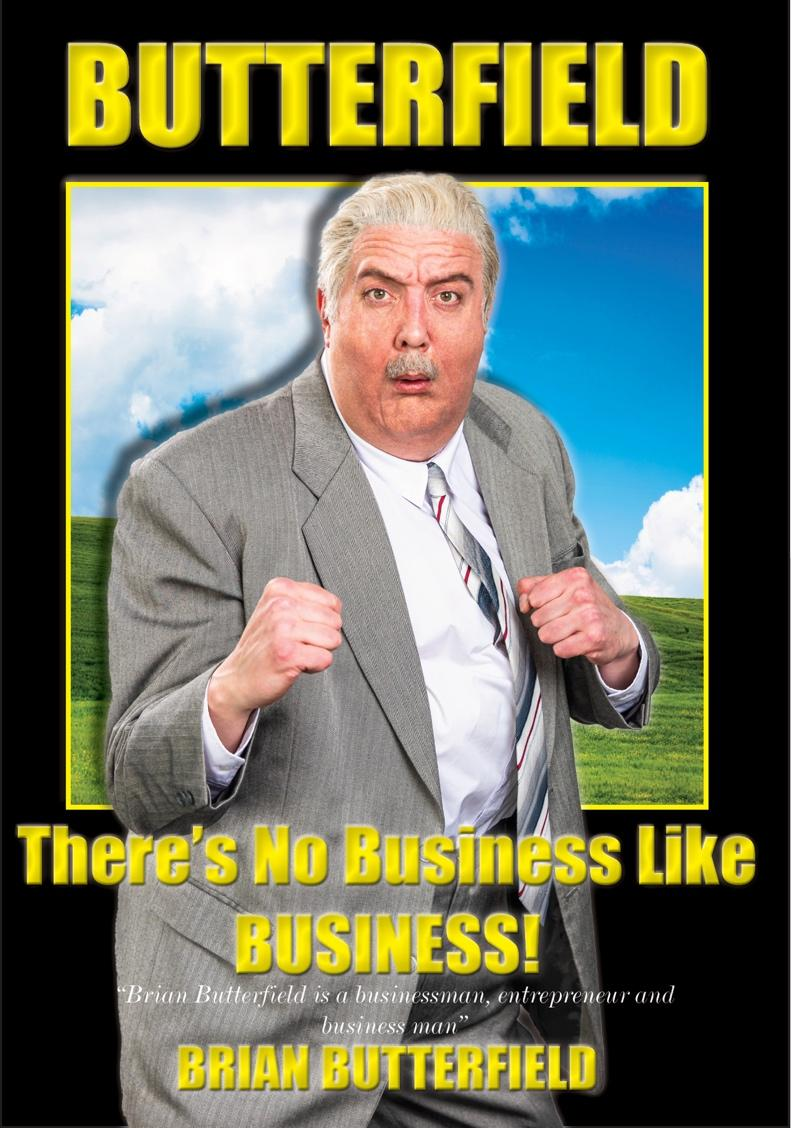 BUTTERFIELD
There's No Business Like
BUSINESS!
“Brian Butterfield is a businessman, entrepreneur and
business man”
BRIAN BUTTERFIELD